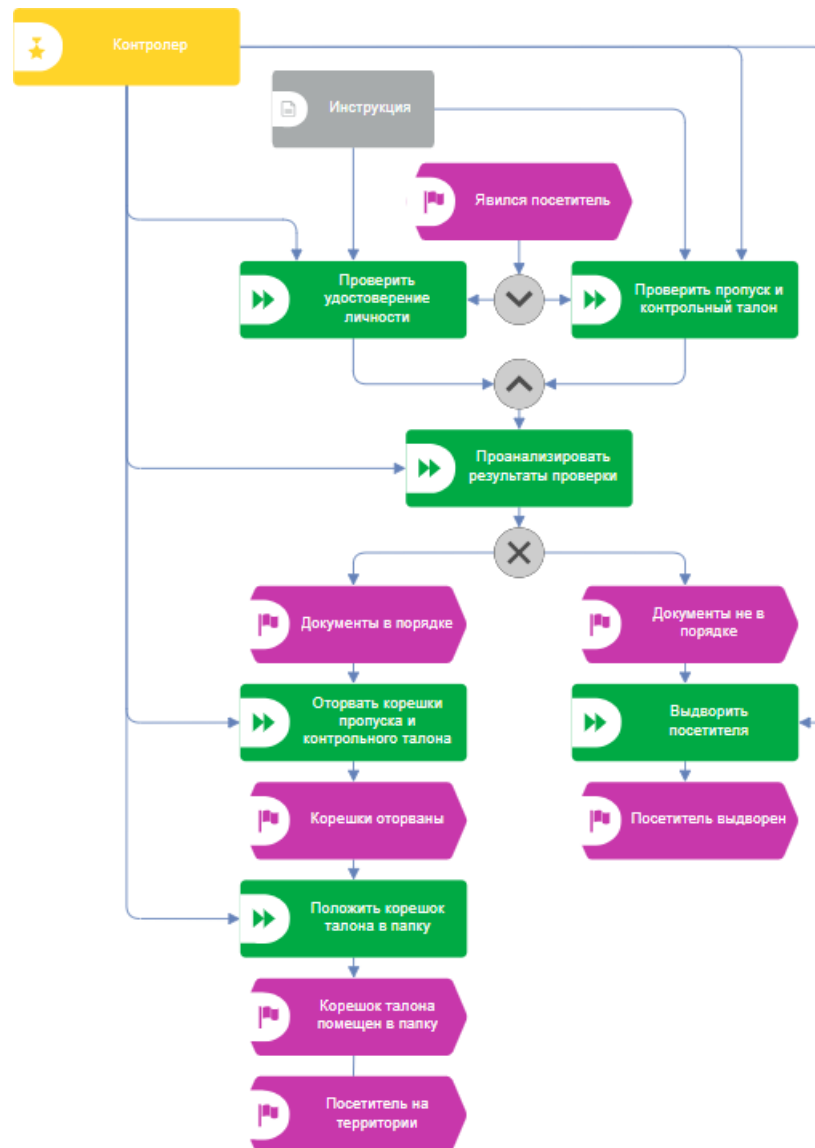 Контролер
Инструкция
Явился посетитель
Проверить
удостоверение
личности
Проверить пропуск и
контрольный талон
Проанализировать
результаты проверки
Документы в порядке
Документы не в
порядке
Оторвать корешки
пропуска и
контрольного талона
Выдворить
посетителя
Корешки оторваны
Посетитель выдворен
Положить корешок
талона в папку
Корешок талона
помещен в папку
Посетитель на
территории